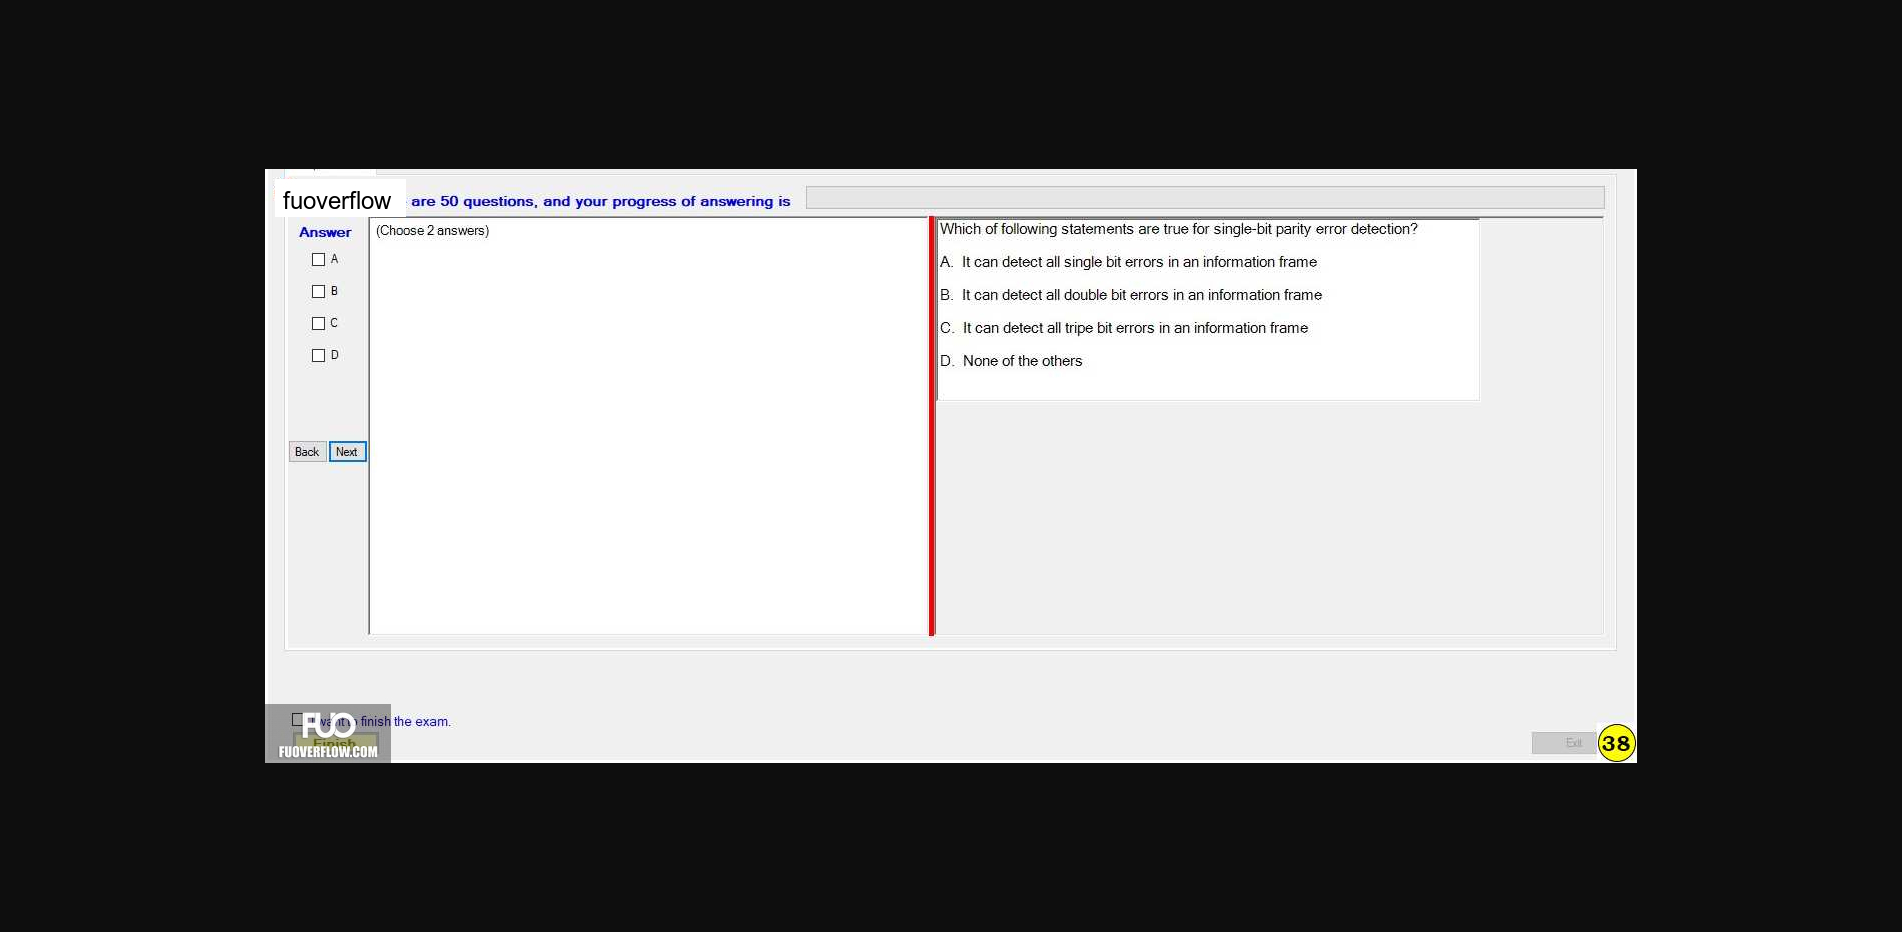 fuoverflow are 50 questions, and your progress of answering is
Answer
A
B
C
D
Back Next
(Choose 2 answers)
Which of following statements are true for single-bit parity error detection?
A. It can detect all single bit errors in an information frame
B. It can detect all double bit errors in an information frame
C. It can detect all tripe bit errors in an information frame
D. None of the others
I want to finish the exam.
FUO
Finish
FUOVERFLOW.COM
Exit
38